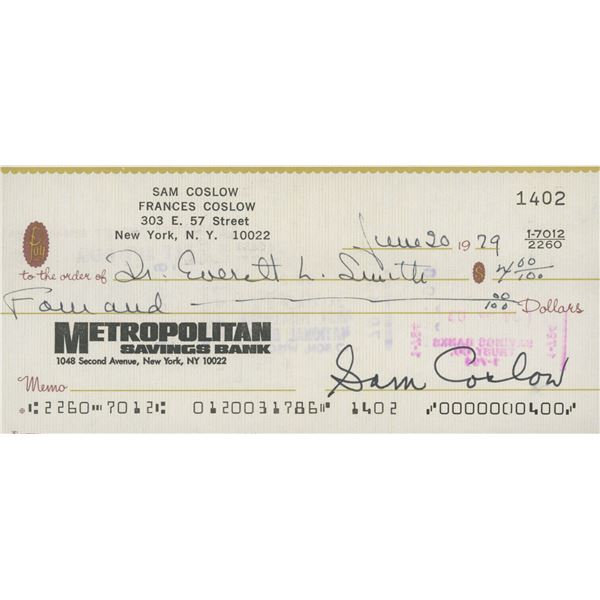 SAM COSLOW
FRANCES COSLOW
303 E. 57 Street
New York, N. Y. 10022
1402
1-7012
2260
June 20 1979
Pay
to the order of Dr. Everett L. Smith $ 4 00/100
Four and 00/100 Dollars
METROPOLITAN
SAVINGS BANK
1048 Second Avenue, New York, NY 10022
Memo
Sam Coslow
⑆2260⑉7012⑆ 0120031786⑈ 1402 ⑇0000000400⑇